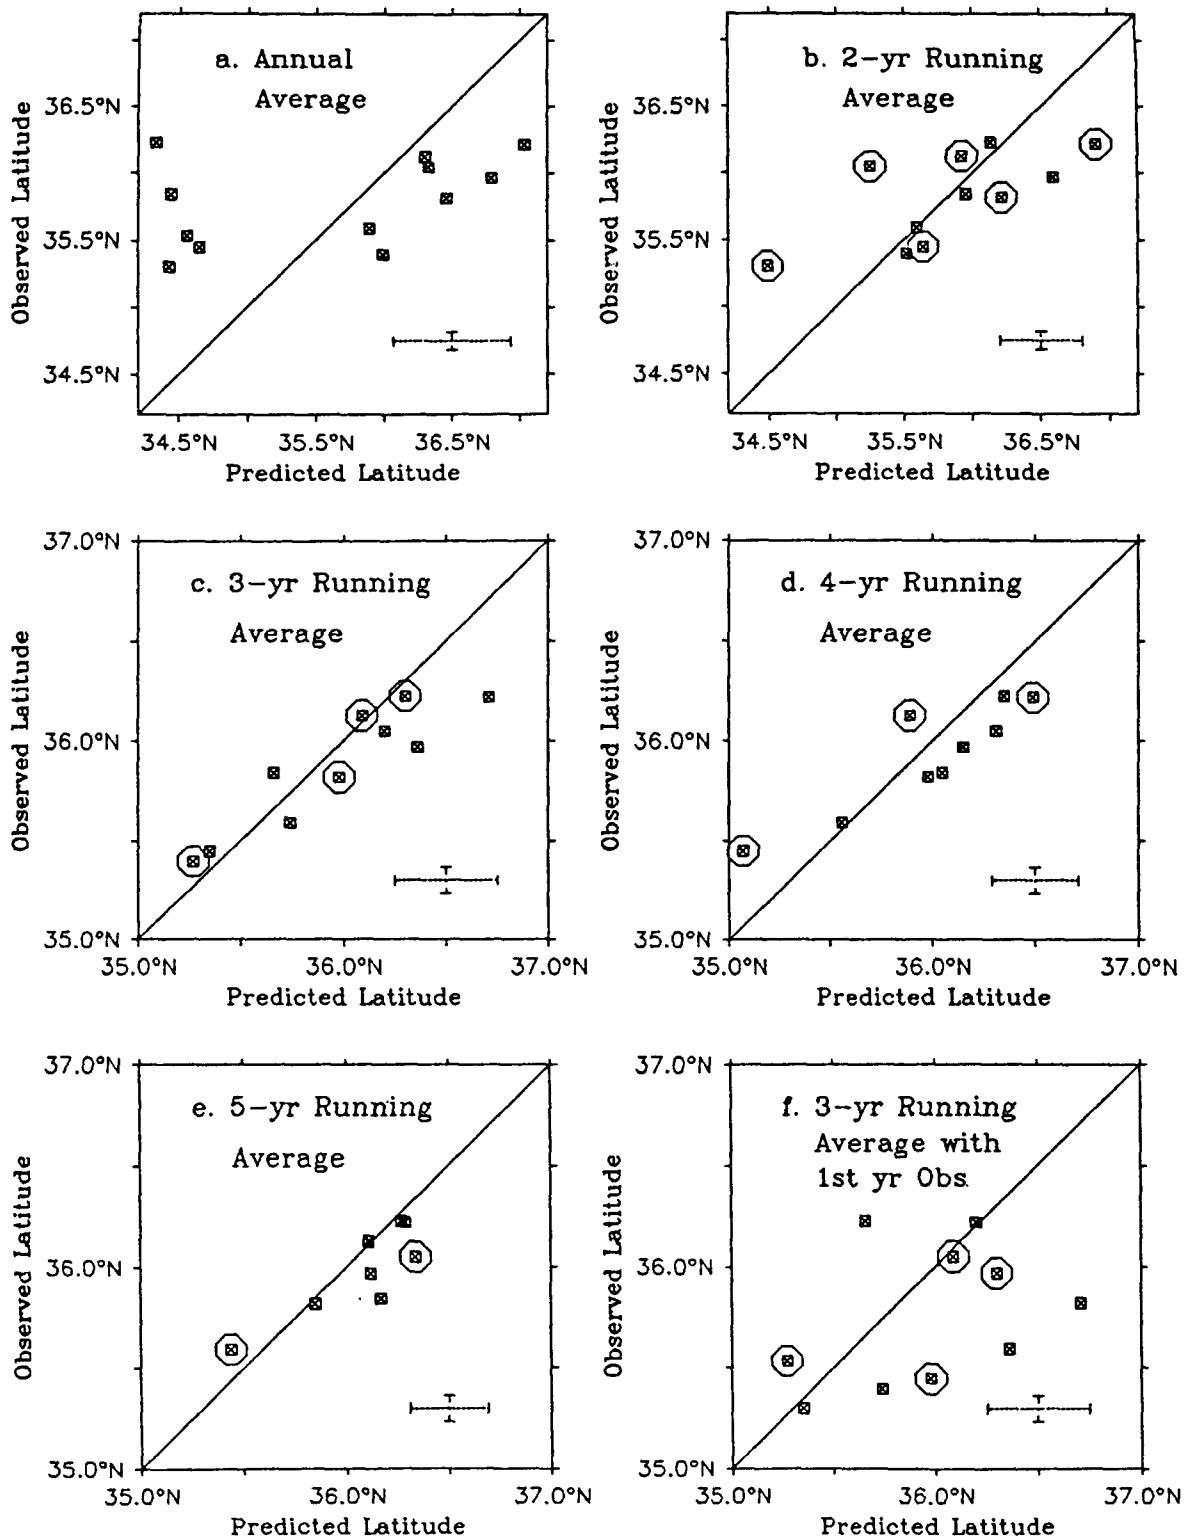 a. Annual
Average
36.5°N
35.5°N
34.5°N
Observed Latitude
34.5°N 35.5°N 36.5°N
Predicted Latitude
b. 2-yr Running
Average
36.5°N
35.5°N
34.5°N
Observed Latitude
34.5°N 35.5°N 36.5°N
Predicted Latitude
c. 3-yr Running
Average
37.0°N
36.0°N
35.0°N
Observed Latitude
35.0°N 36.0°N 37.0°N
Predicted Latitude
d. 4-yr Running
Average
37.0°N
36.0°N
35.0°N
Observed Latitude
35.0°N 36.0°N 37.0°N
Predicted Latitude
e. 5-yr Running
Average
37.0°N
36.0°N
35.0°N
Observed Latitude
35.0°N 36.0°N 37.0°N
Predicted Latitude
f. 3-yr Running
Average with
1st yr Obs.
37.0°N
36.0°N
35.0°N
Observed Latitude
35.0°N 36.0°N 37.0°N
Predicted Latitude